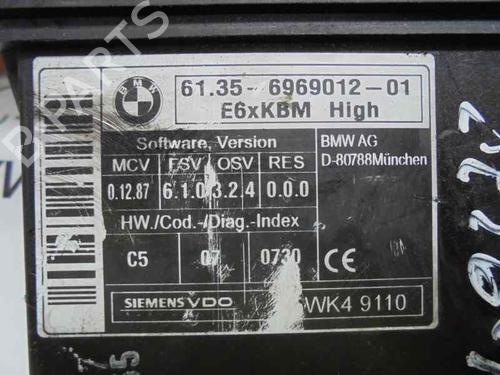 BMW
61.35 - 6969012 - 01
E6xKBM High
Software, Version
MCV FSV OSV RES
0.12.87 6.1.0 3.2.4 0.0.0
HW./Cod.-/Diag.-Index
C5 07 0730
BMW AG
D-80788München
CE
SIEMENS VDO WK4 9110